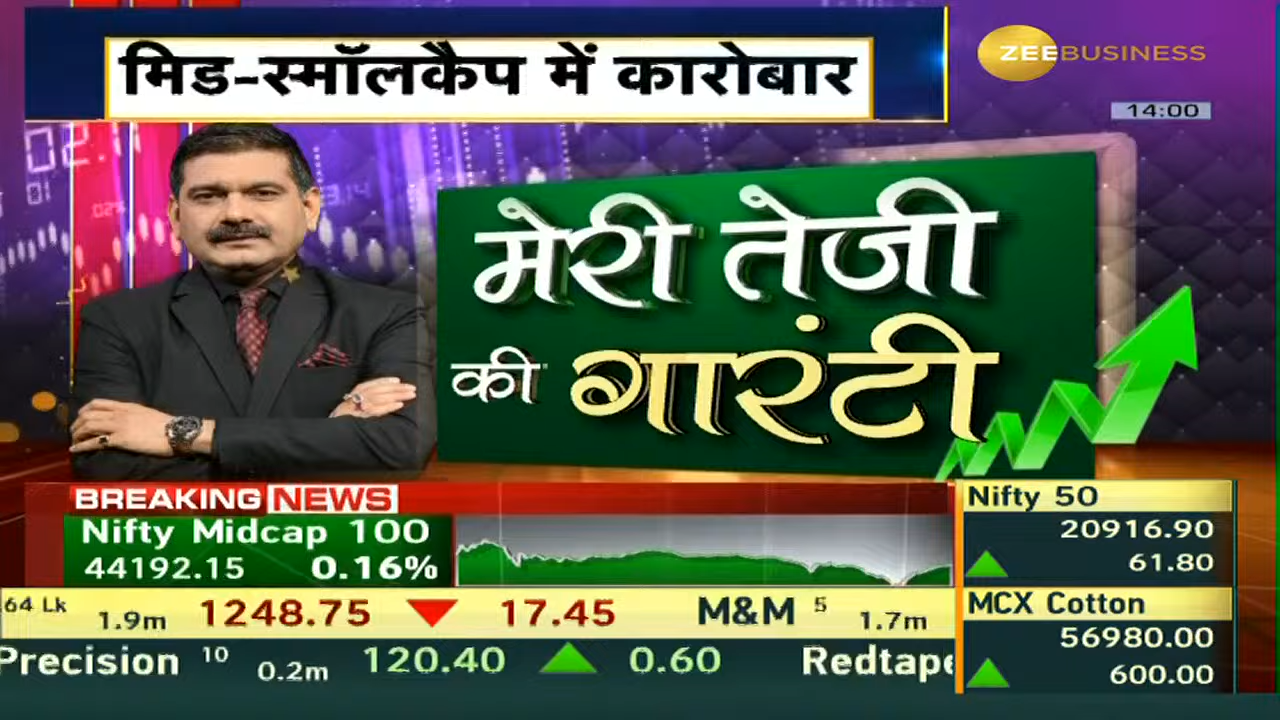 मिड-स्मॉलकैप में कारोबार
ZEEBUSINESS
14:00
मेरी तेजी
की गारंटी
BREAKING NEWS
Nifty Midcap 100
44192.15 0.16%
Nifty 50
20916.90
61.80
MCX Cotton
56980.00
600.00
.64 Lk 1.9m 1248.75 17.45 M&M 5 1.7m
Precision 10 0.2m 120.40 0.60 Redtape